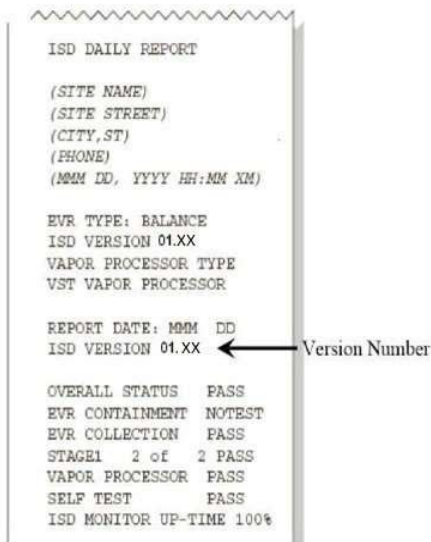 ISD DAILY REPORT
(SITE NAME)
(SITE STREET)
(CITY,ST)
(PHONE)
(MMM DD, YYYY HH:MM XM)
EVR TYPE: BALANCE
ISD VERSION 01.XX
VAPOR PROCESSOR TYPE
VST VAPOR PROCESSOR
REPORT DATE: MMM DD
ISD VERSION 01.XX Version Number
OVERALL STATUS PASS
EVR CONTAINMENT NOTEST
EVR COLLECTION PASS
STAGE1 2 of 2 PASS
VAPOR PROCESSOR PASS
SELF TEST PASS
ISD MONITOR UP-TIME 100%